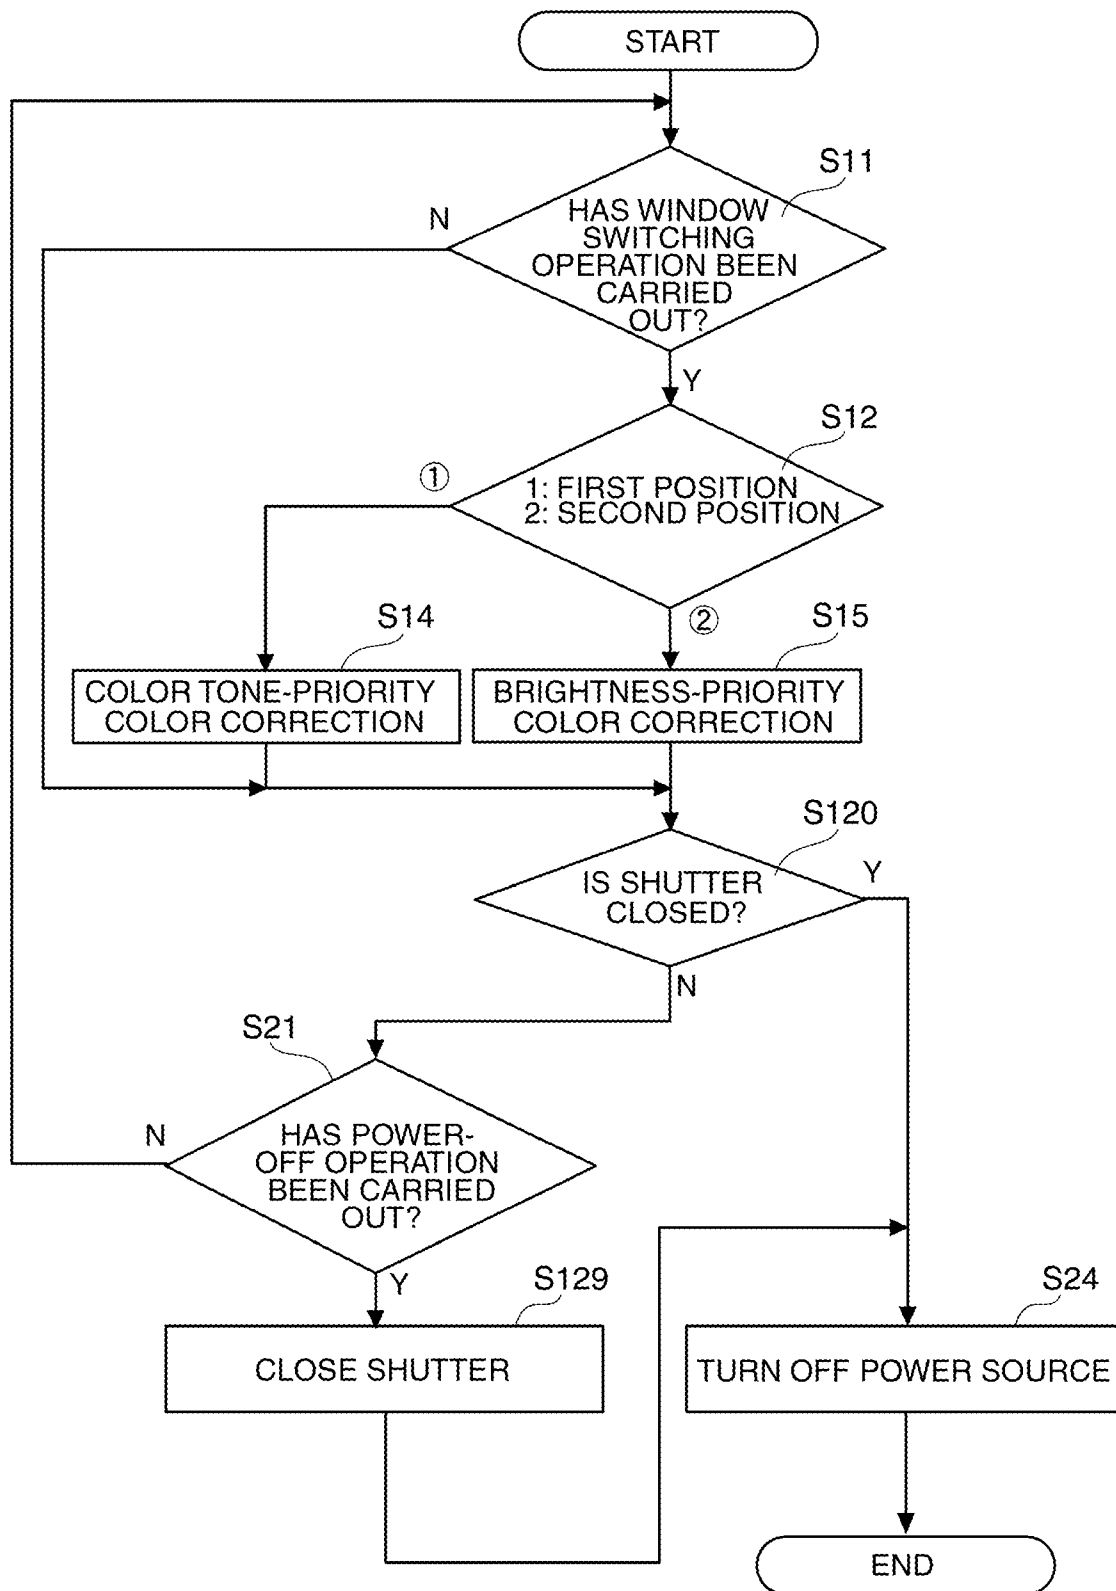 START
S11
N
HAS WINDOW
SWITCHING
OPERATION BEEN
CARRIED
OUT?
Y
S12
①
1: FIRST POSITION
2: SECOND POSITION
S14
②
S15
COLOR TONE-PRIORITY
COLOR CORRECTION
BRIGHTNESS-PRIORITY
COLOR CORRECTION
S120
Y
IS SHUTTER
CLOSED?
N
S21
N
HAS POWER-
OFF OPERATION
BEEN CARRIED
OUT?
Y
S129
S24
CLOSE SHUTTER
TURN OFF POWER SOURCE
END